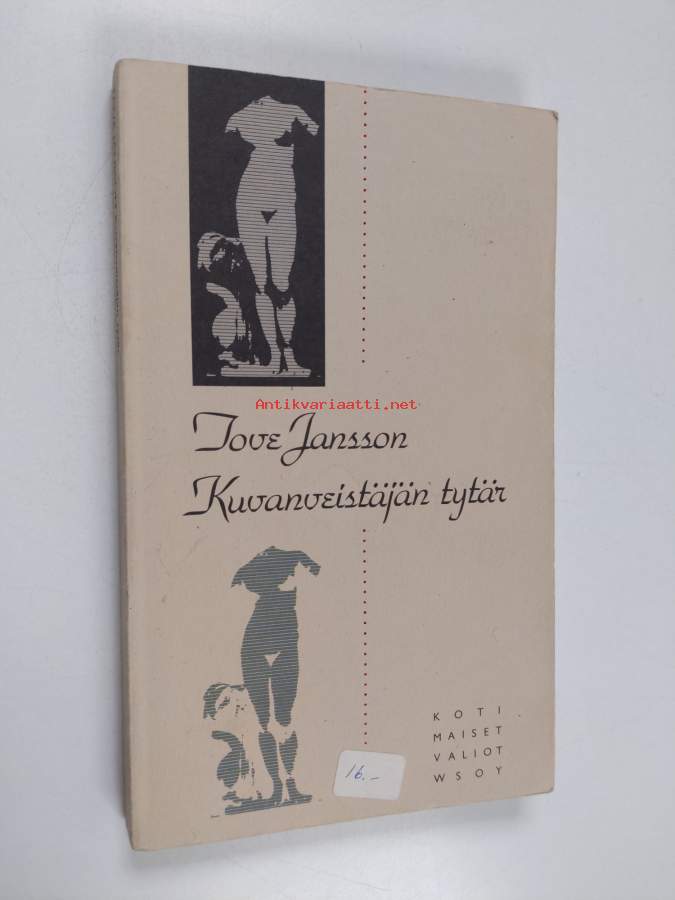 Antikvariaatti.net
Tove Jansson
Kuvanveistäjän tytär
KOTI
MAISET
VALIOT
WSOY
16.-